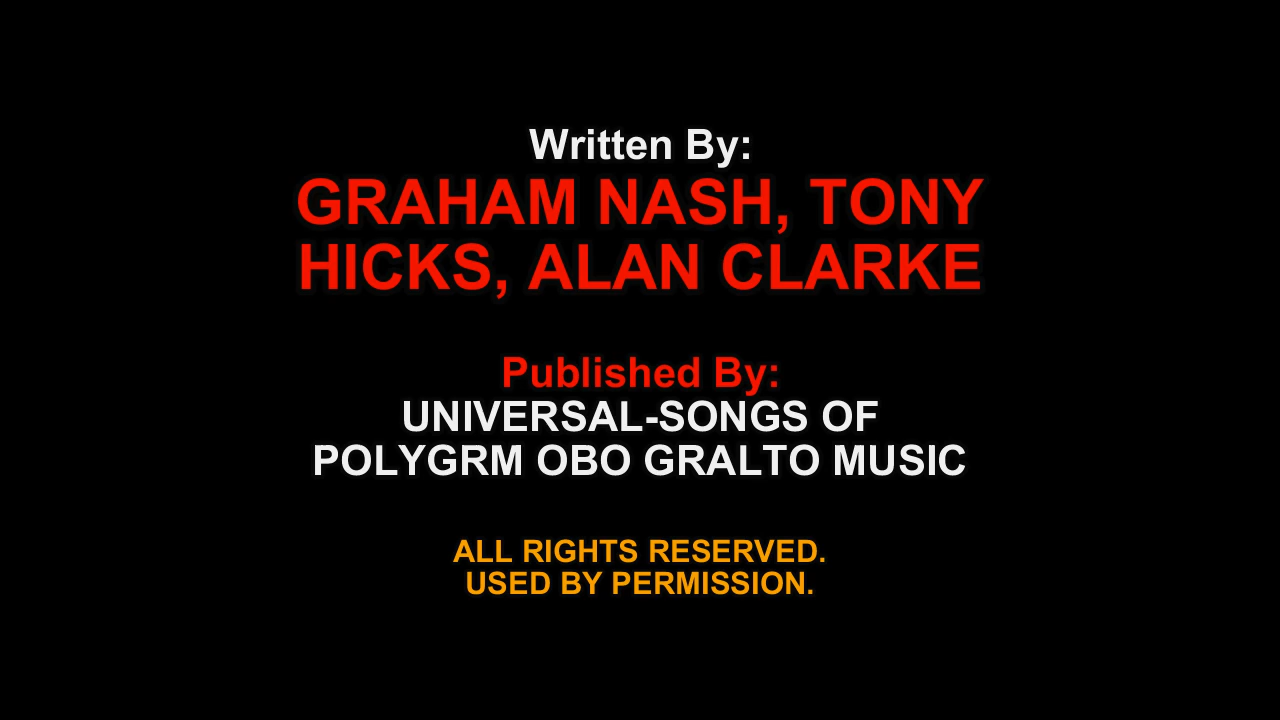 Written By:
GRAHAM NASH, TONY
HICKS, ALAN CLARKE
Published By:
UNIVERSAL-SONGS OF
POLYGRM OBO GRALTO MUSIC
ALL RIGHTS RESERVED.
USED BY PERMISSION.